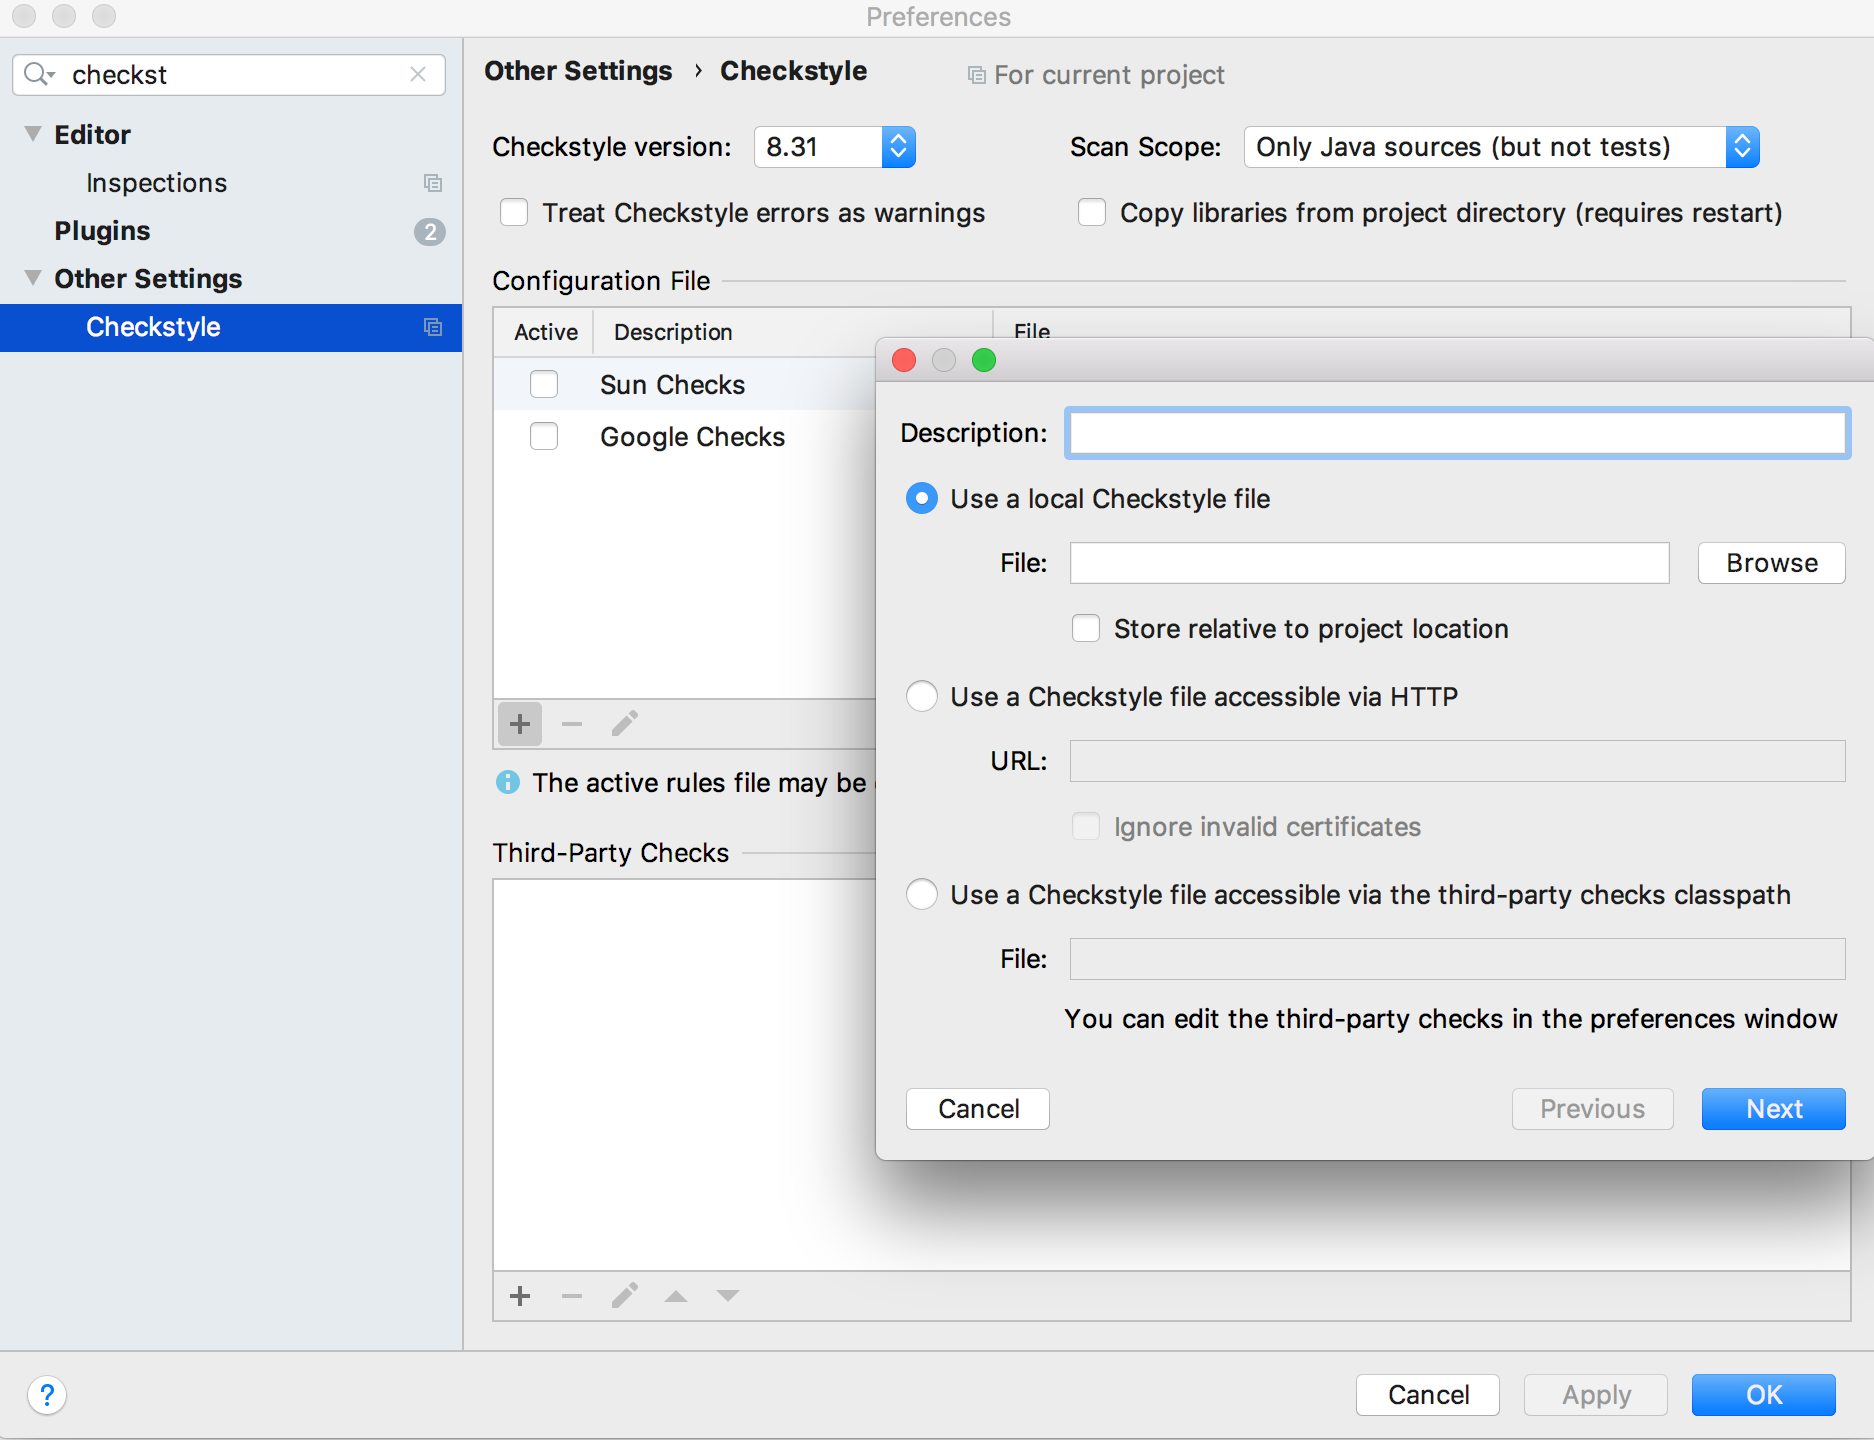 Preferences
checkst
Editor
Inspections
Plugins
2
Other Settings
Checkstyle
Other Settings › Checkstyle
For current project
Checkstyle version:
8.31
Scan Scope:
Only Java sources (but not tests)
Treat Checkstyle errors as warnings
Copy libraries from project directory (requires restart)
Configuration File
Active
Description
File
Sun Checks
Google Checks
The active rules file may be
Third-Party Checks
Description:
Use a local Checkstyle file
File:
Browse
Store relative to project location
Use a Checkstyle file accessible via HTTP
URL:
Ignore invalid certificates
Use a Checkstyle file accessible via the third-party checks classpath
File:
You can edit the third-party checks in the preferences window
Cancel
Previous
Next
?
Cancel
Apply
OK